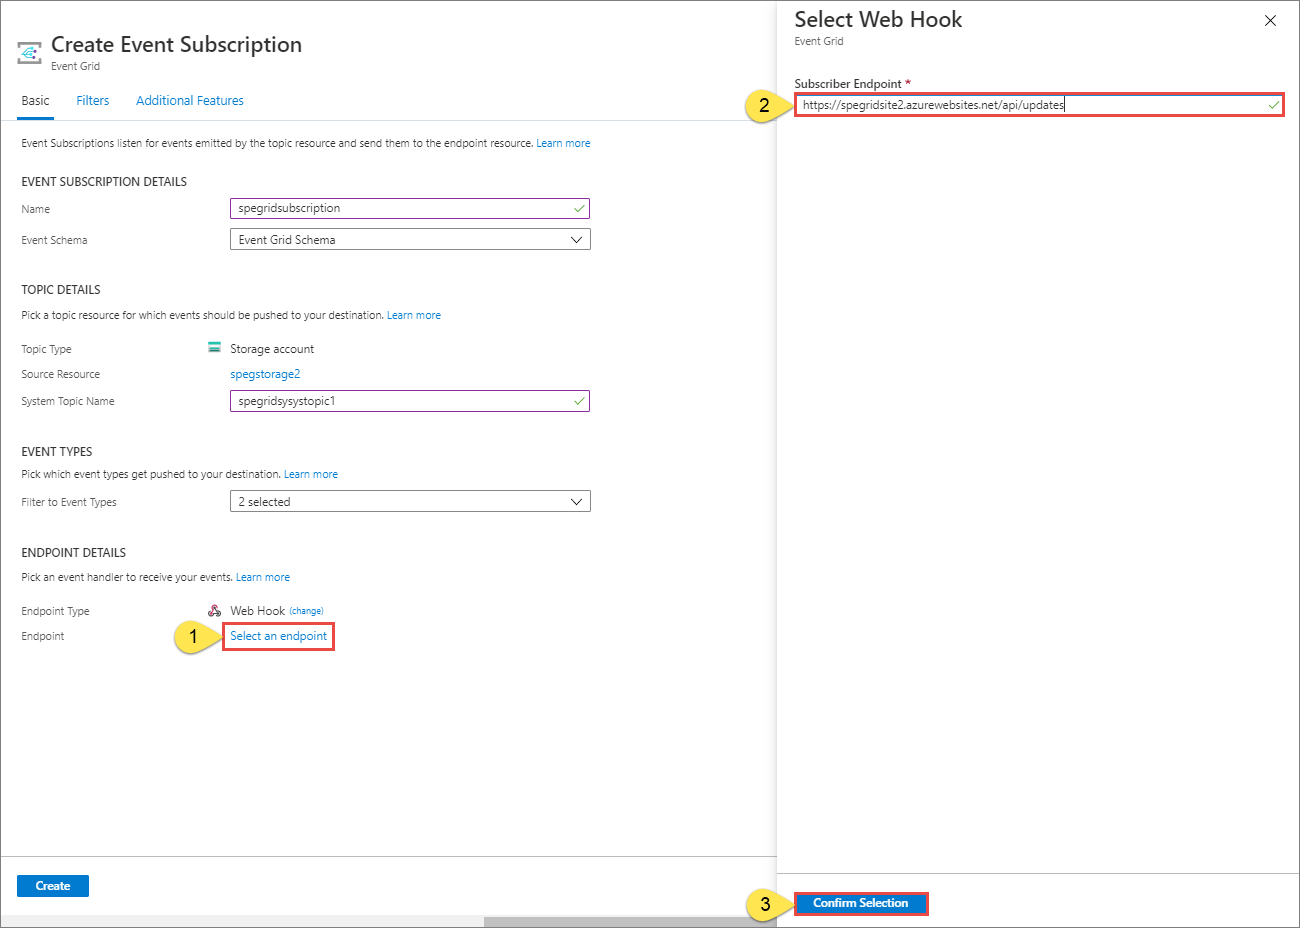 Create Event Subscription
Event Grid
Basic Filters Additional Features
Event Subscriptions listen for events emitted by the topic resource and send them to the endpoint resource. Learn more
EVENT SUBSCRIPTION DETAILS
Name spegridsubscription
Event Schema Event Grid Schema
TOPIC DETAILS
Pick a topic resource for which events should be pushed to your destination. Learn more
Topic Type Storage account
Source Resource spegstorage2
System Topic Name spegridsysystopic1
EVENT TYPES
Pick which event types get pushed to your destination. Learn more
Filter to Event Types 2 selected
ENDPOINT DETAILS
Pick an event handler to receive your events. Learn more
Endpoint Type Web Hook (change)
Endpoint 1 Select an endpoint
Create
Select Web Hook
Event Grid
Subscriber Endpoint *
2 https://spegridsite2.azurewebsites.net/api/updates
3 Confirm Selection